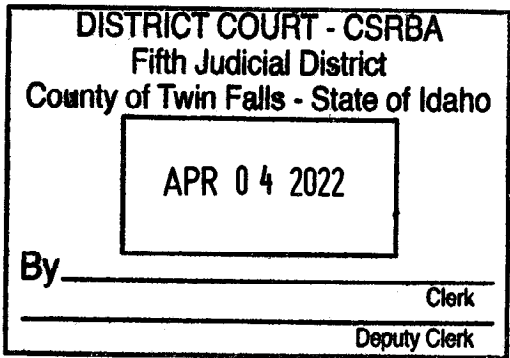 DISTRICT COURT - CSRBA
Fifth Judicial District
County of Twin Falls - State of Idaho
APR 04 2022
By
Clerk
Deputy Clerk